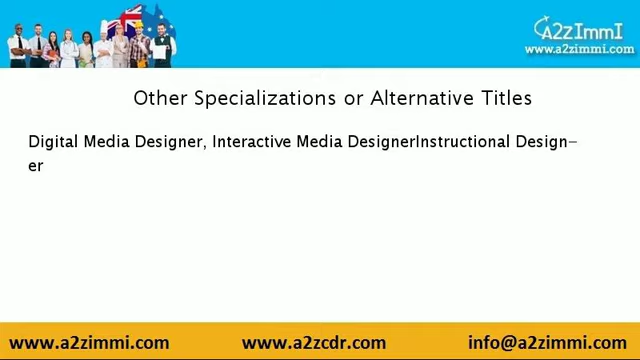 A2zImmI
www.a2zimmi.com
Other Specializations or Alternative Titles
Digital Media Designer, Interactive Media DesignerInstructional Design-
er
www.a2zimmi.com www.a2zcdr.com info@a2zimmi.com